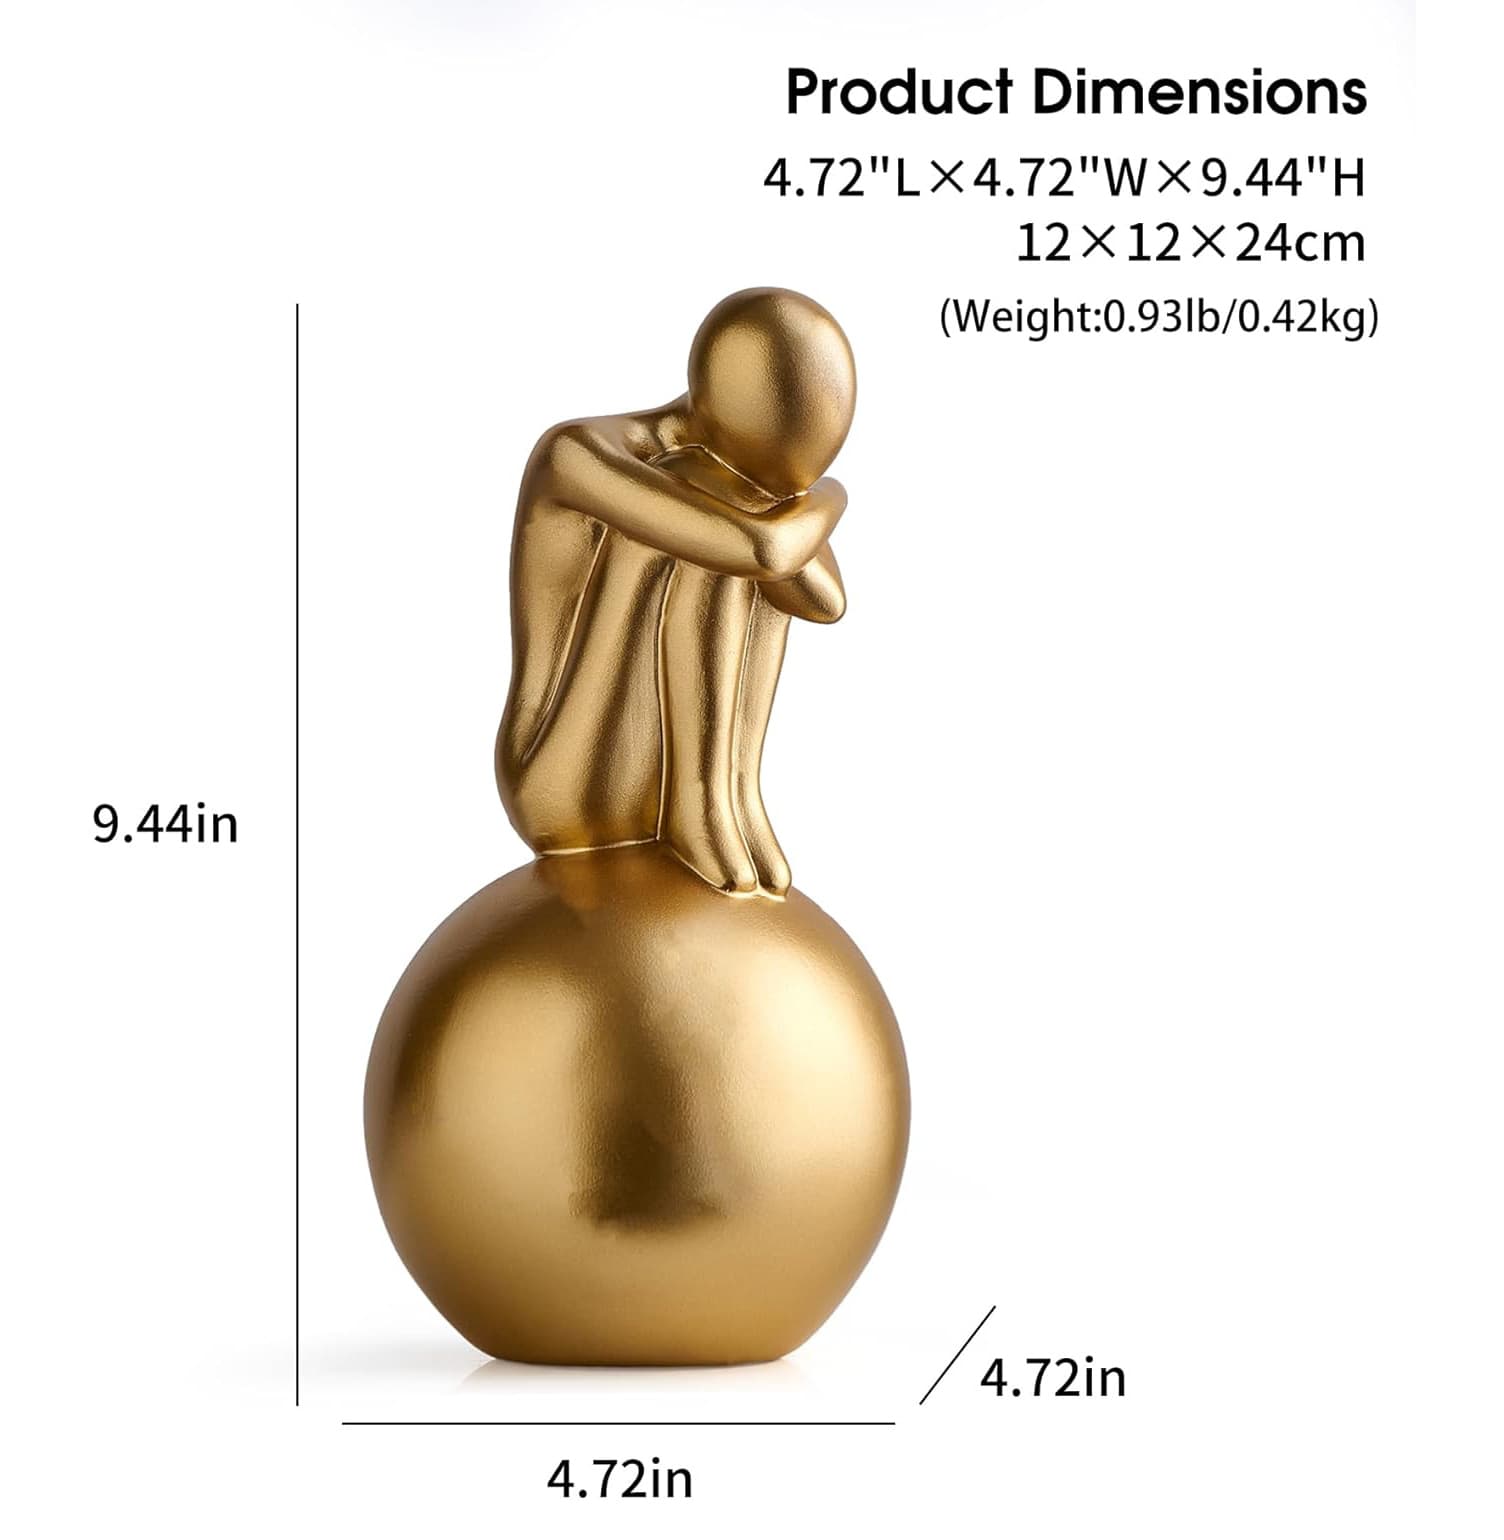 Product Dimensions
4.72"L×4.72"W×9.44"H
12×12×24cm
(Weight:0.93lb/0.42kg)
9.44in
4.72in
4.72in